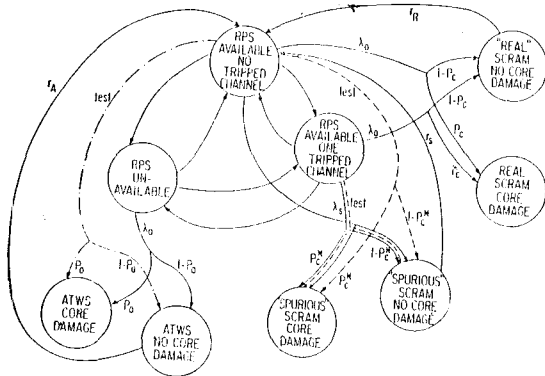 r_R
RPS
AVAILABLE
NO
TRIPPED
CHANNEL
"REAL"
SCRAM
NO CORE
DAMAGE
λ_0
r_A
test
test
1-P_C
1-P_C
λ_0
r_S
P_C
RPS
AVAILABLE
ONE
TRIPPED
CHANNEL
RPS
UN-
AVAILABLE
REAL
SCRAM
CORE
DAMAGE
test
λ_s
λ_0
1-P_C*
1-P_C*
P_0
1-P_0
1-P_0
P_0
P_C*
P_C*
ATWS
CORE
DAMAGE
ATWS
NO CORE
DAMAGE
"SPURIOUS"
SCRAM
CORE
DAMAGE
"SPURIOUS"
SCRAM
NO CORE
DAMAGE